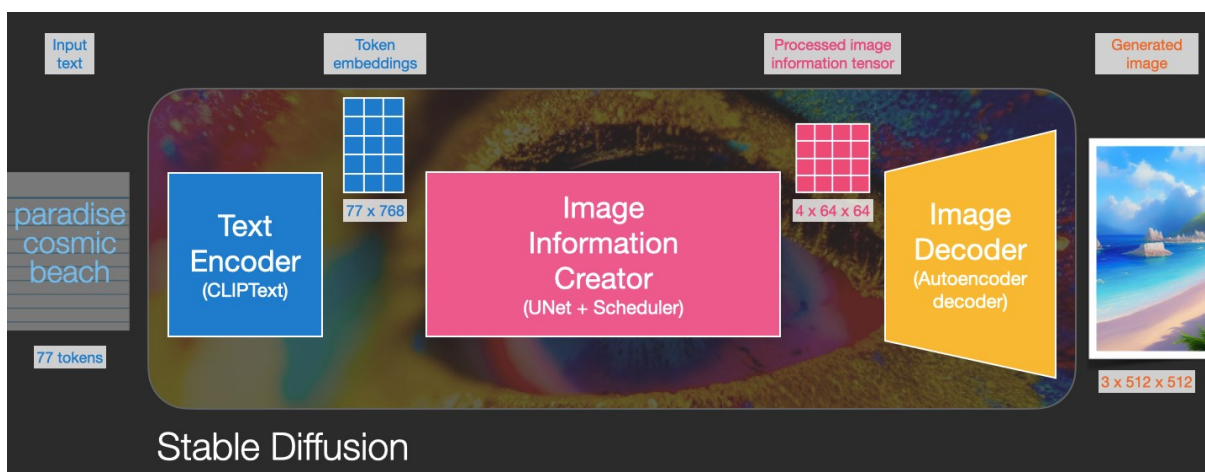 Input
text
Token
embeddings
Processed image
information tensor
Generated
image
paradise
cosmic
beach
77 tokens
Text
Encoder
(CLIPText)
77 x 768
Image
Information
Creator
(UNet + Scheduler)
4 x 64 x 64
Image
Decoder
(Autoencoder
decoder)
3 x 512 x 512
Stable Diffusion